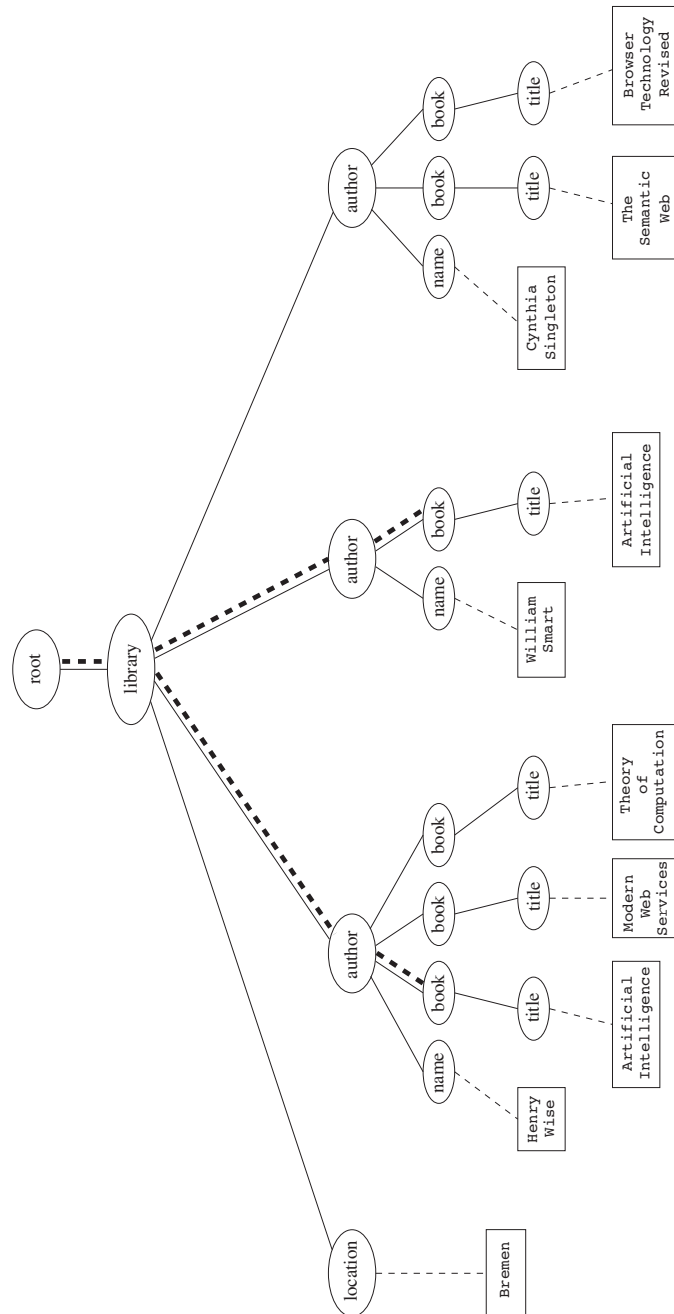 root
library
location
author
author
author
name
book
book
book
name
book
name
book
book
Bremen
Henry
Wise
title
title
title
William
Smart
title
Cynthia
Singleton
title
title
Artificial
Intelligence
Modern
Web
Services
Theory
of
Computation
Artificial
Intelligence
The
Semantic
Web
Browser
Technology
Revised